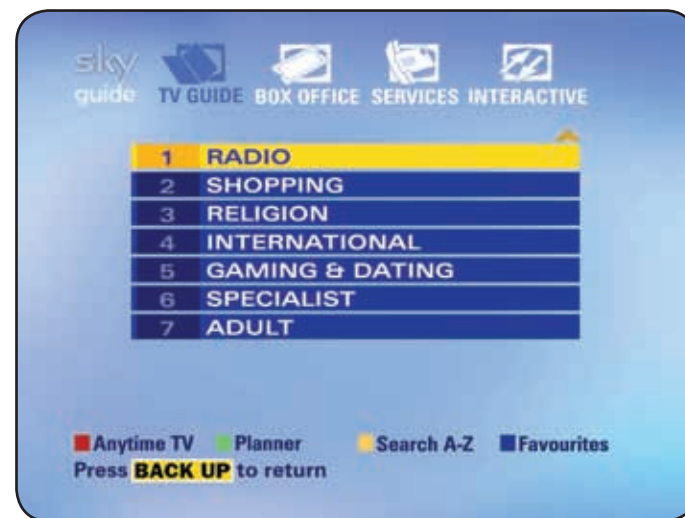 sky
guide TV GUIDE BOX OFFICE SERVICES INTERACTIVE
1 RADIO
2 SHOPPING
3 RELIGION
4 INTERNATIONAL
5 GAMING & DATING
6 SPECIALIST
7 ADULT
Anytime TV Planner Search A-Z Favourites
Press BACK UP to return